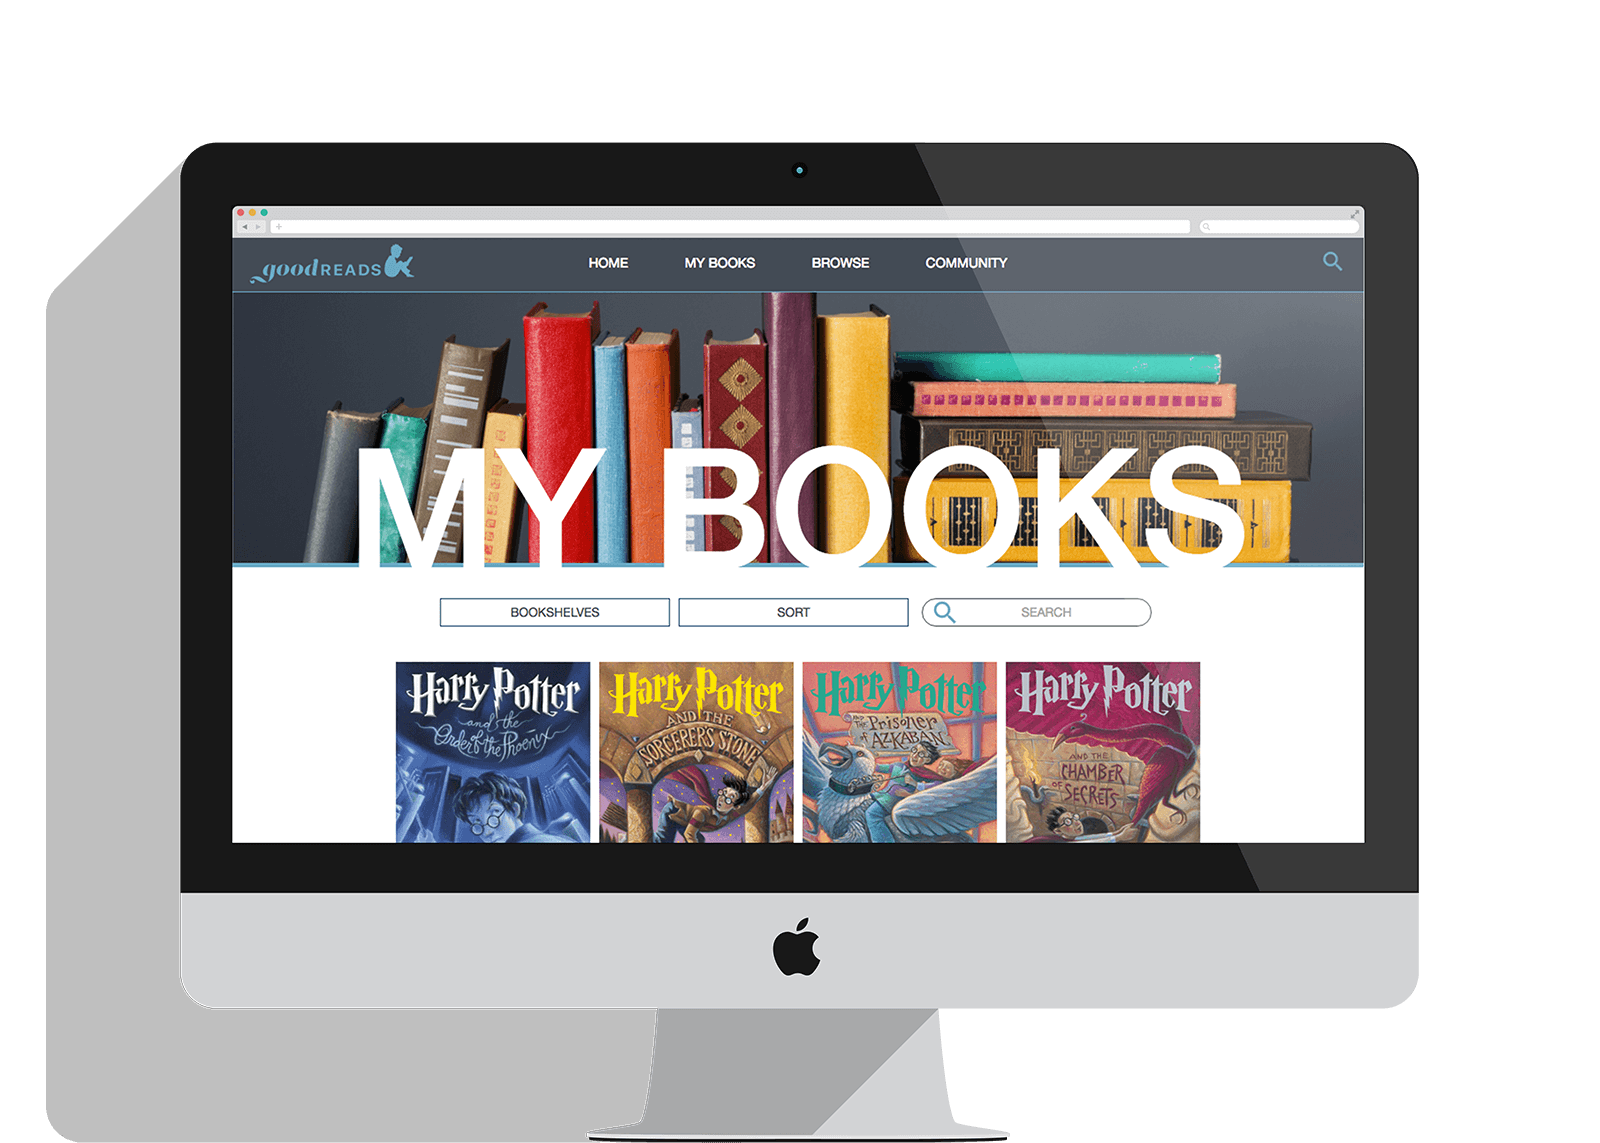 goodREADS
HOME MY BOOKS BROWSE COMMUNITY
MY BOOKS
BOOKSHELVES SORT SEARCH
Harry Potter
and the
Order of the Phoenix
Harry Potter
AND THE
SORCERER'S STONE
Harry Potter
AND THE Prisoner
of AZKABAN
Harry Potter
AND THE
CHAMBER
OF SECRETS